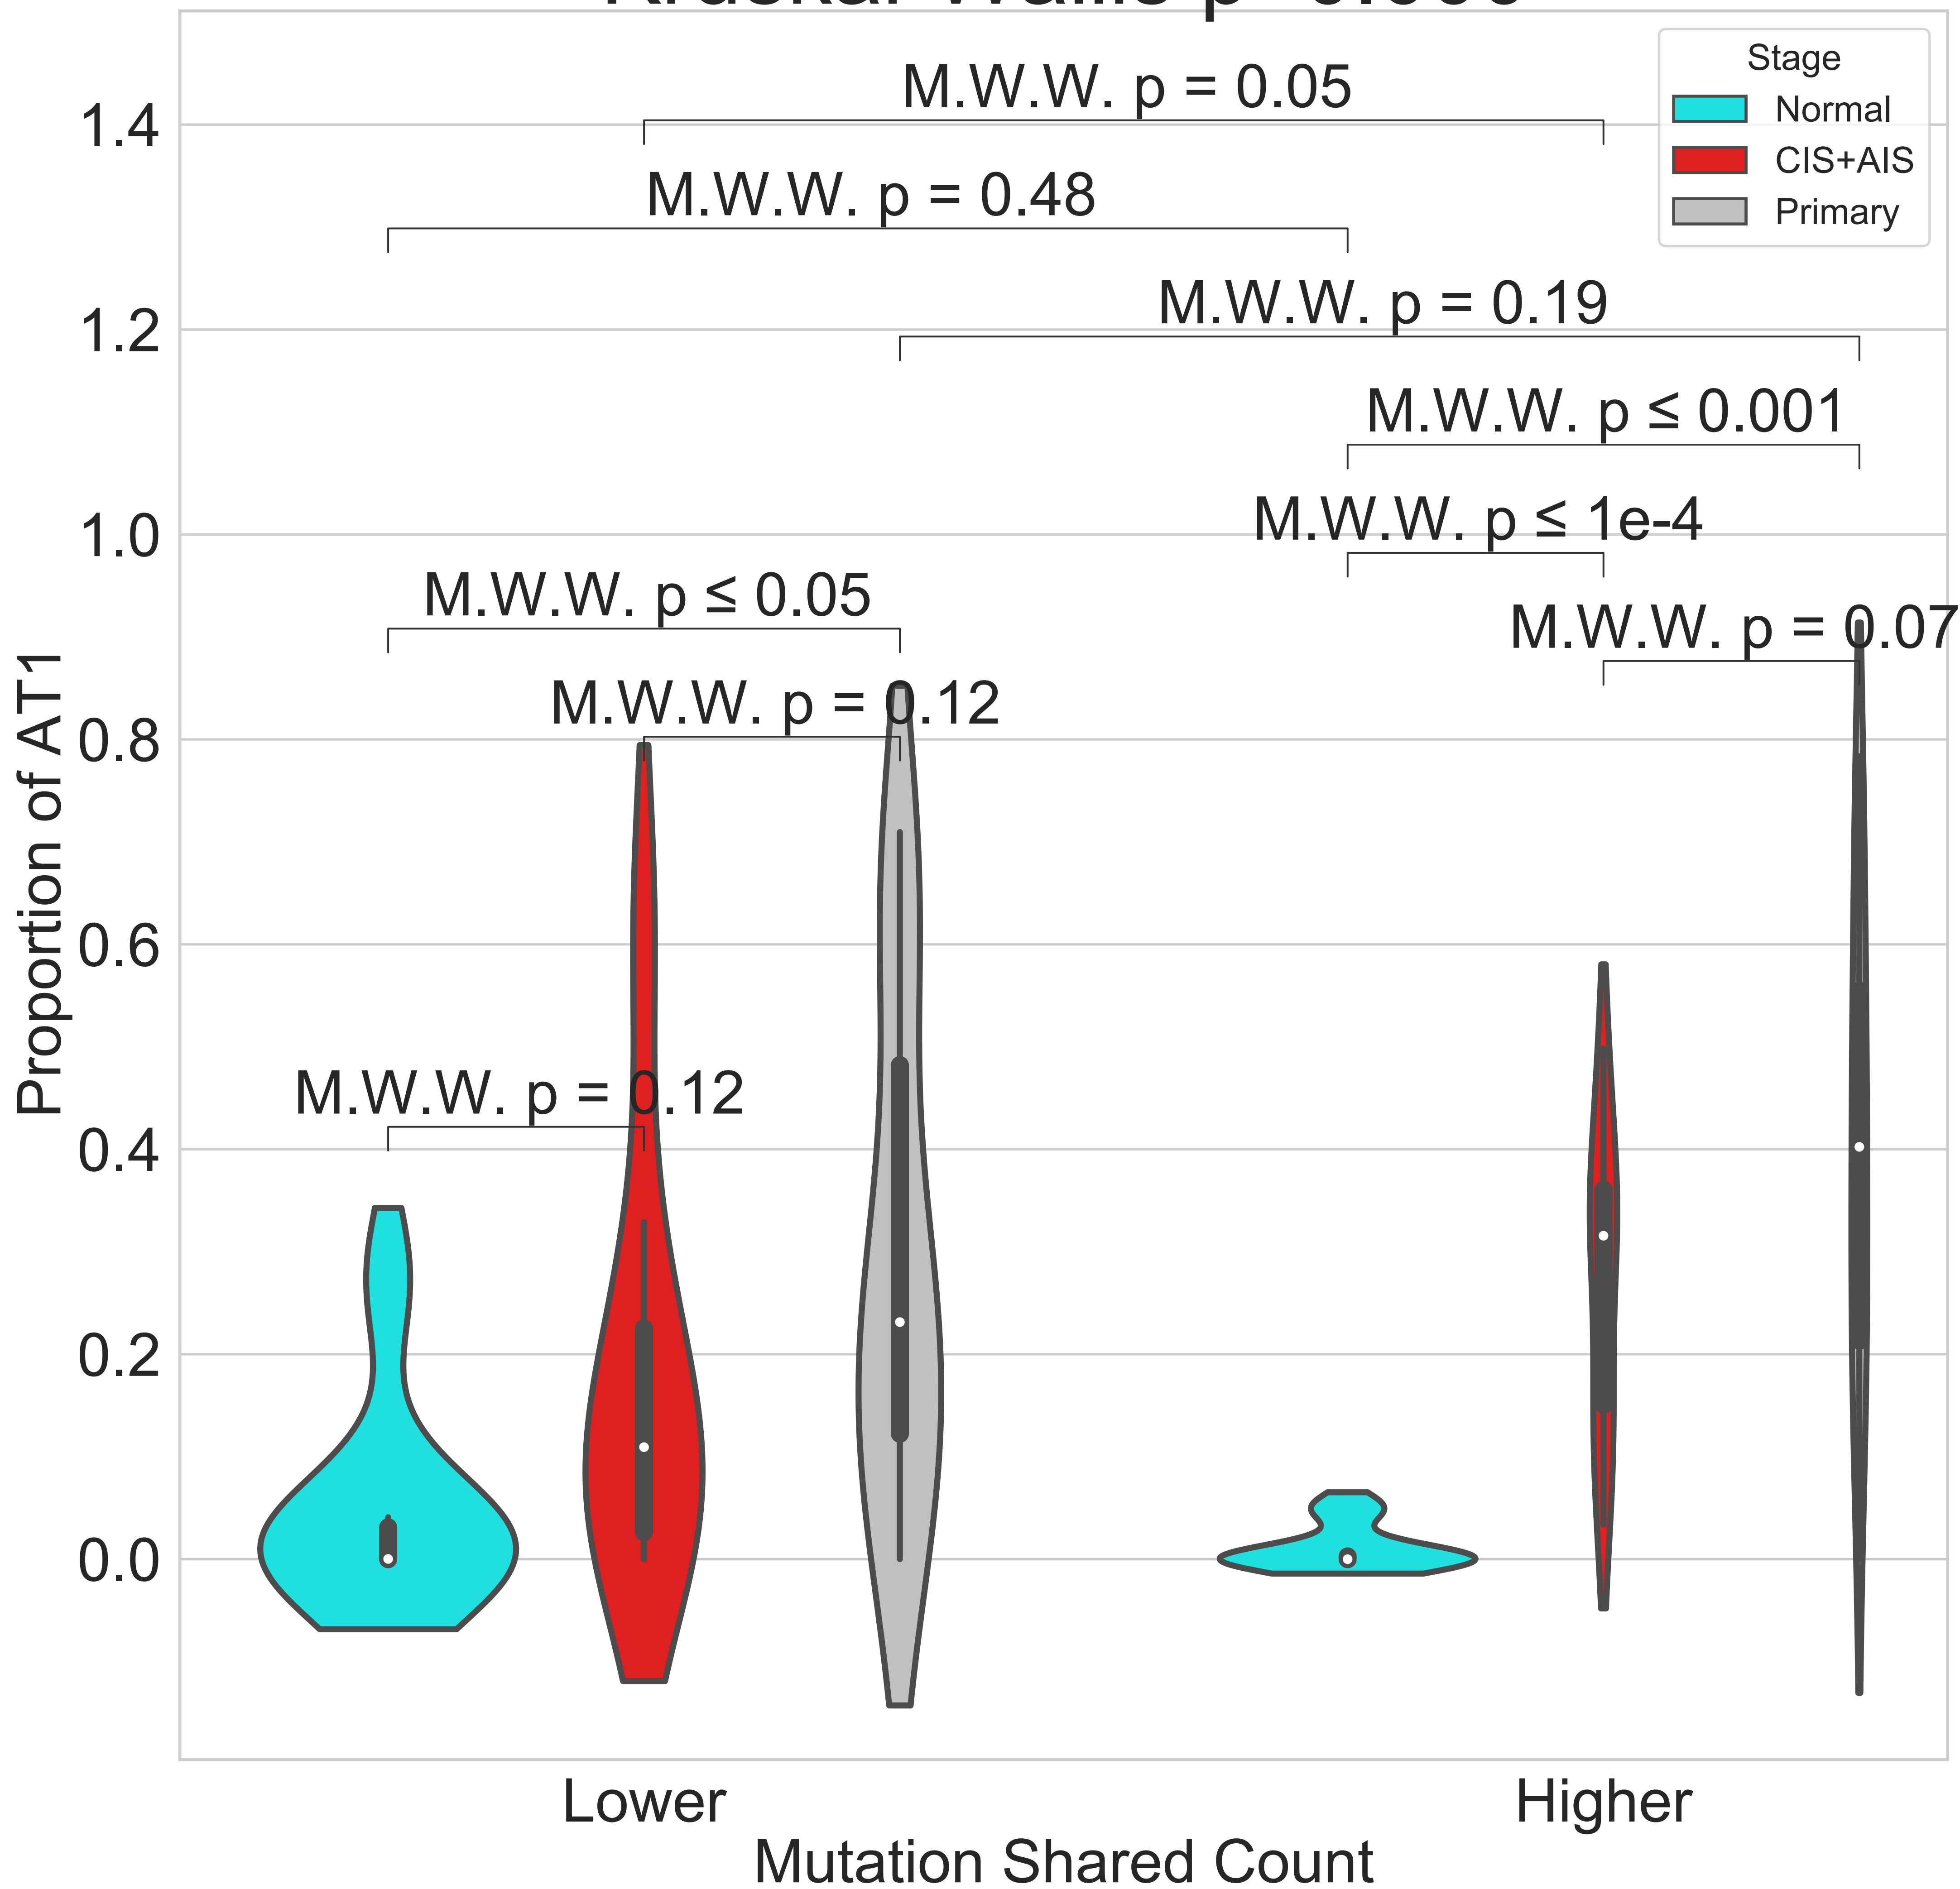 Stage
Normal
CIS+AIS
Primary
M.W.W. p = 0.05
M.W.W. p = 0.48
M.W.W. p = 0.19
M.W.W. p ≤ 0.001
M.W.W. p ≤ 1e-4
M.W.W. p ≤ 0.05
M.W.W. p = 0.07
M.W.W. p = 0.12
M.W.W. p = 0.12
1.4
1.2
1.0
0.8
0.6
0.4
0.2
0.0
Proportion of AT1
Lower
Higher
Mutation Shared Count